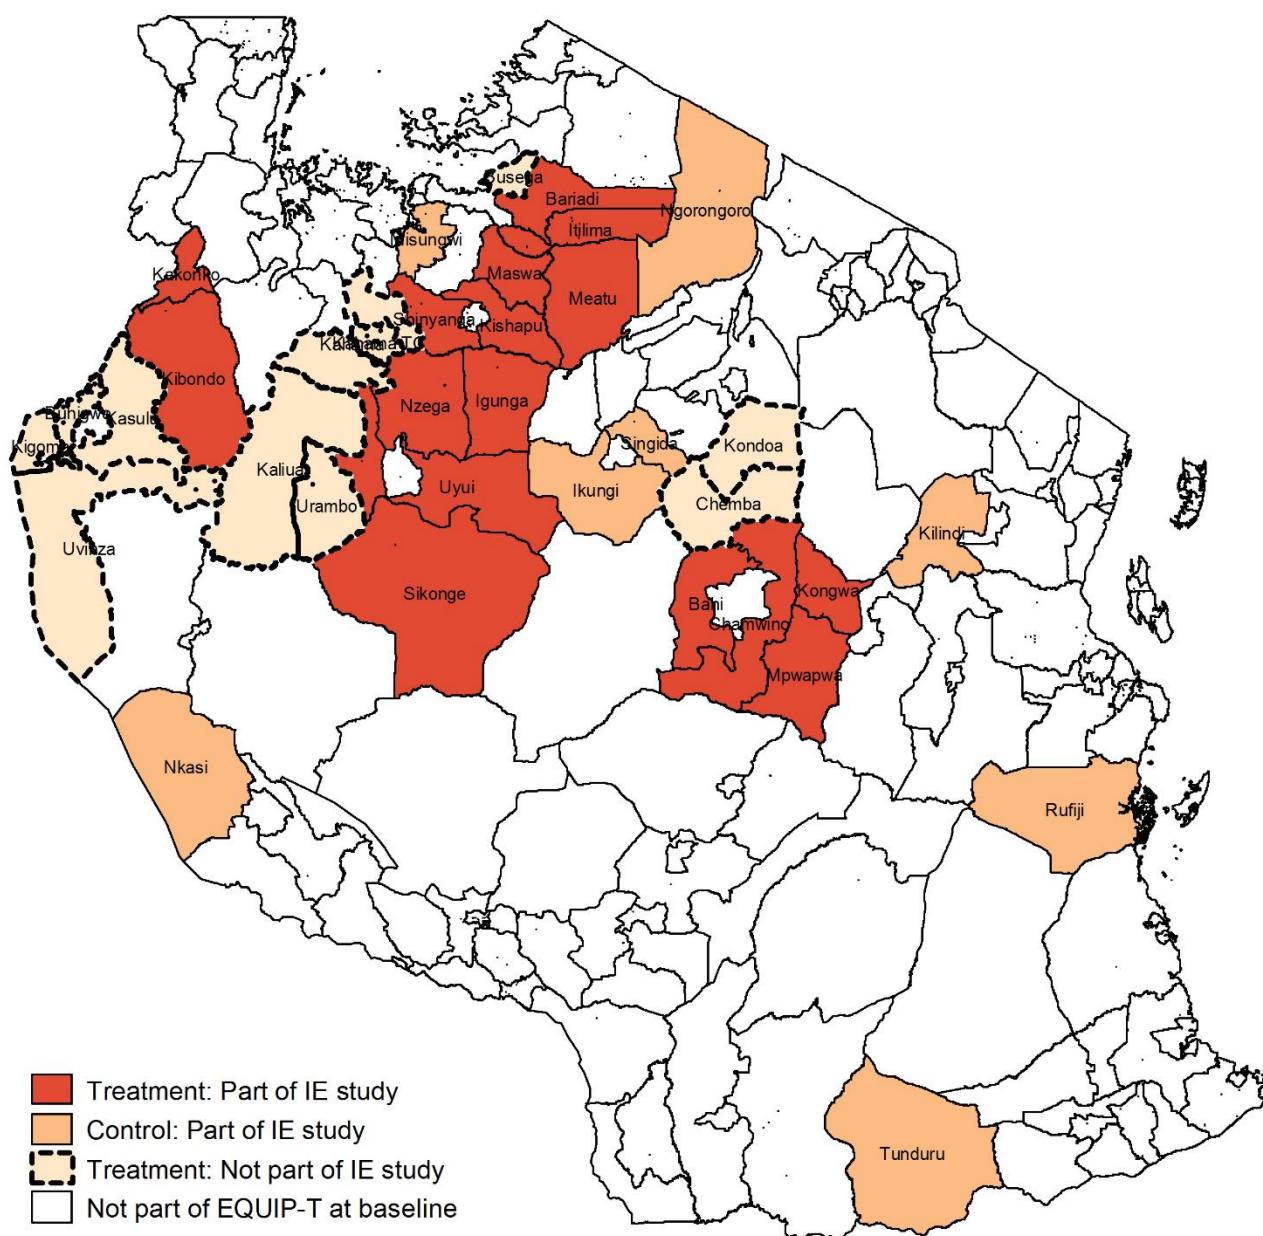 Busega
Bariadi
Ngorongoro
Itilima
Misungwi
Kekonko
Maswa
Meatu
Shinyanga
Kishapu
Kibondo
Nzega
Igunga
Buhigwe
Kasulu
Kigoma
Singida
Kondoa
Kaliua
Uyui
Ikungi
Urambo
Chemba
Kilindi
Uvinza
Sikonge
Bahi
Kongwa
Chamwino
Mpwapwa
Nkasi
Rufiji
Tunduru
Treatment: Part of IE study
Control: Part of IE study
Treatment: Not part of IE study
Not part of EQUIP-T at baseline